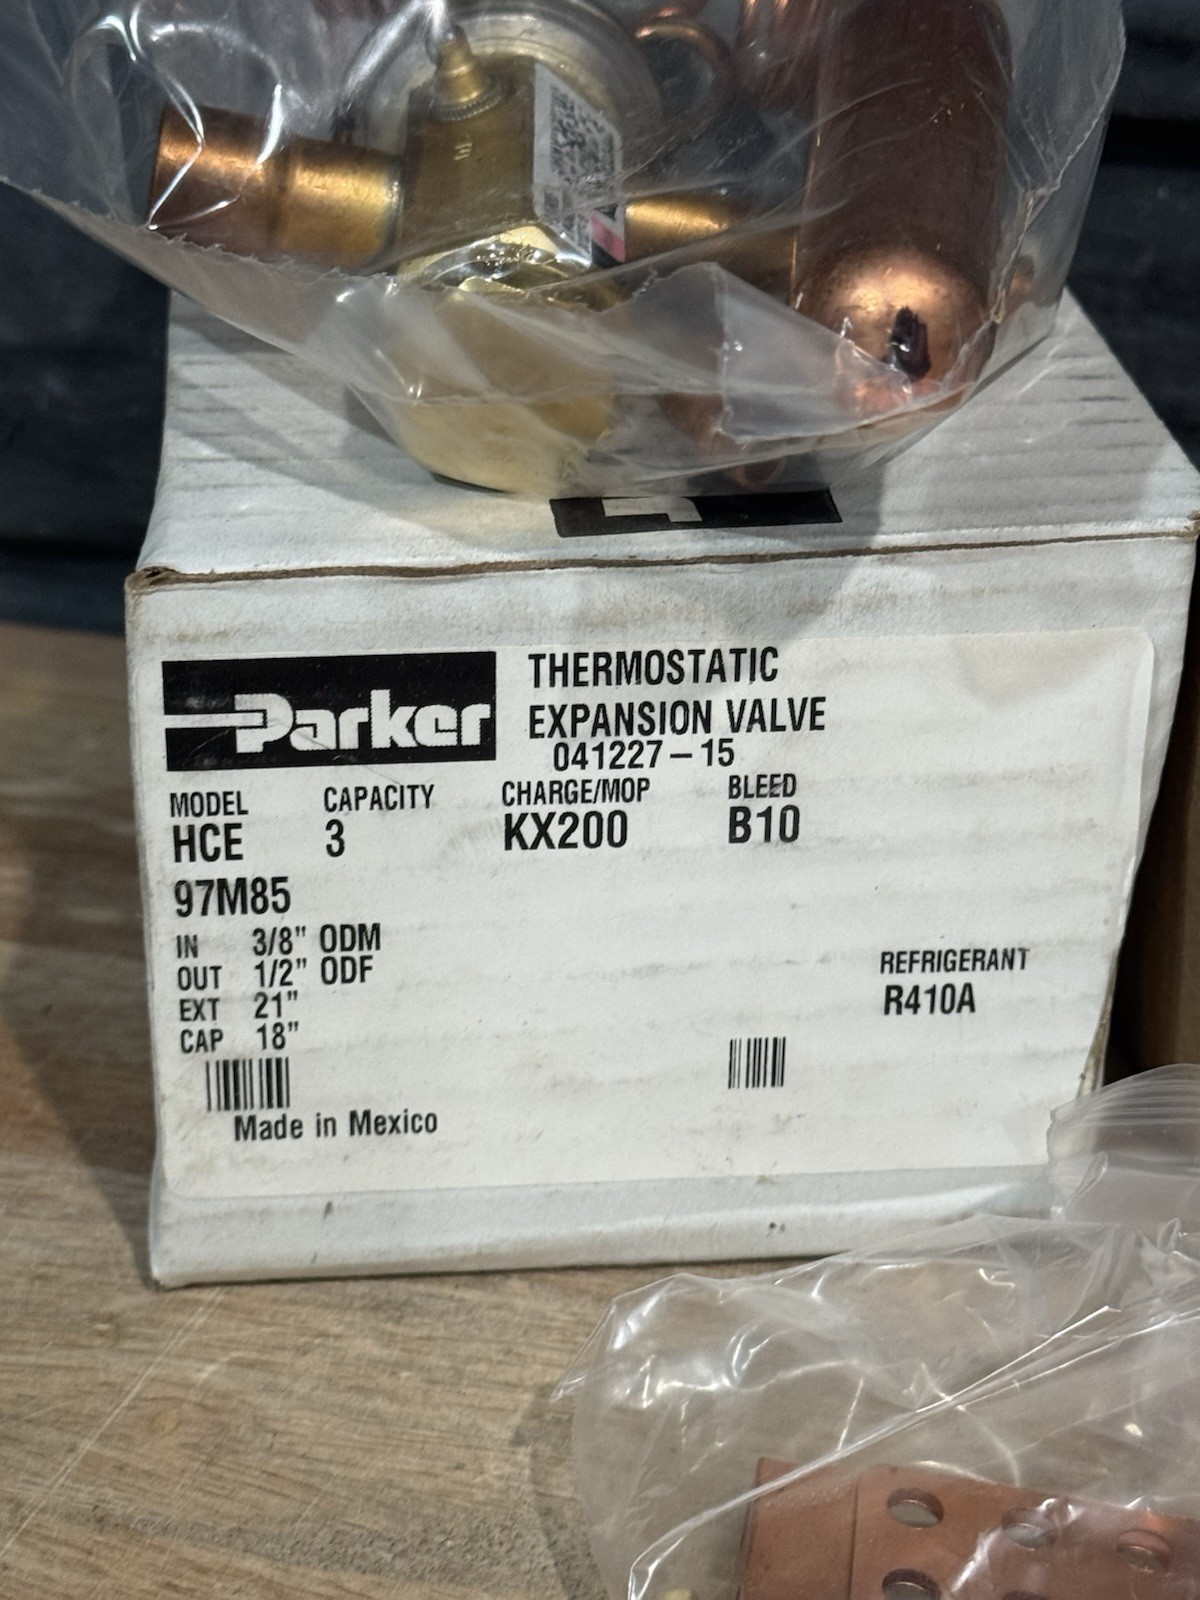 Parker
THERMOSTATIC
EXPANSION VALVE
041227-15
MODEL CAPACITY CHARGE/MOP BLEED
HCE 3 KX200 B10
97M85
IN 3/8" ODM
OUT 1/2" ODF
EXT 21"
CAP 18"
REFRIGERANT
R410A
Made in Mexico